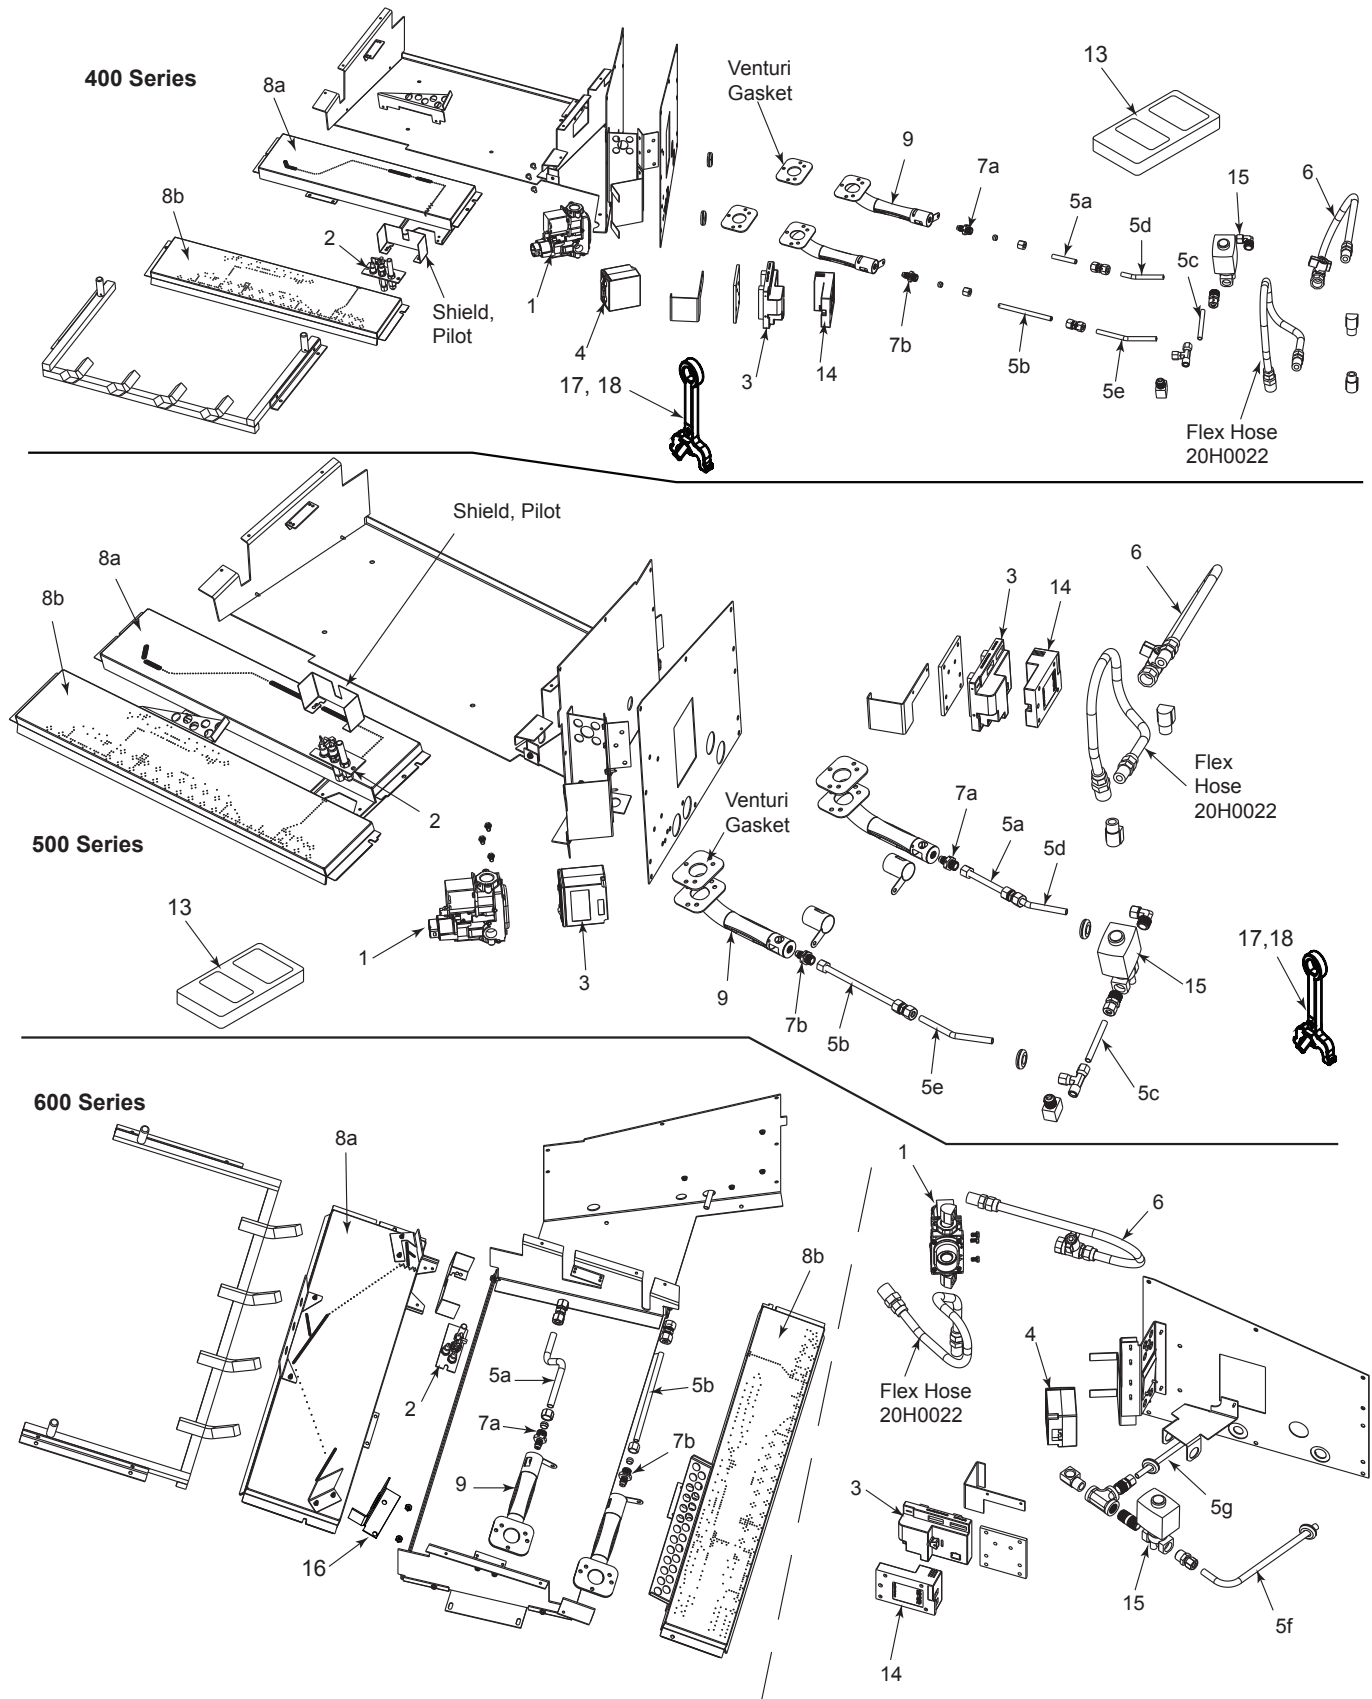 400 Series
8a
8b
2
Shield,
Pilot
1
4
Venturi
Gasket
9
7a
13
5a
5d
15
6
5c
3
14
7b
5b
5e
17, 18
Flex Hose
20H0022
Shield, Pilot
8a
8b
2
500 Series
13
1
3
Venturi
Gasket
9
7a
5a
5d
7b
5b
5e
3
14
6
Flex
Hose
20H0022
15
5c
17,18
600 Series
8a
2
16
5a
7a
9
5b
7b
8b
1
6
Flex Hose
20H0022
4
5g
3
14
15
5f